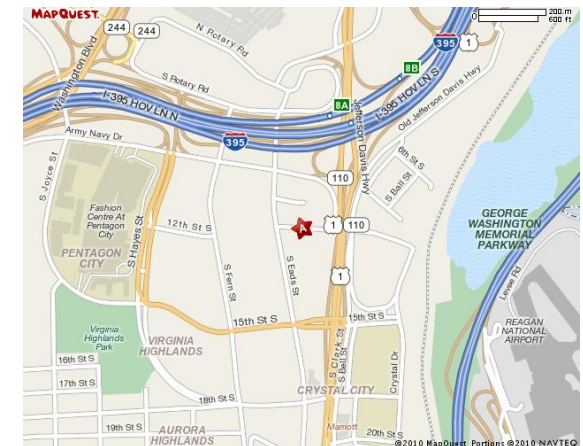 MAPQUEST.
200 m
0
600 ft
244
244
N Rotary Rd
395
1
Washington Blvd
8B
S Rotary Rd
8A
I-395 HOV LN S
I-395 HOV LN N
Jefferson Davis Hwy
Old Jefferson Davis Hwy
Army Navy Dr
395
6th St S
S Joyce St
110
S Ball St
Fashion
Centre At
Pentagon
City
S Hayes St
12th St S
A
1
110
GEORGE
WASHINGTON
MEMORIAL
PARKWAY
PENTAGON
CITY
S Fern St
S Eads St
1
Levee Rd
15th St S
15th St S
REAGAN
NATIONAL
AIRPORT
Virginia
Highlands
Park
VIRGINIA
HIGHLANDS
S Clark St
S Bell St
Crystal Dr
16th St S
17th St S
CRYSTAL CITY
18th St S
19th St S
AURORA
HIGHLANDS
Marriott
20th St S
©2010 MapQuest Portions ©2010 NAVTEQ